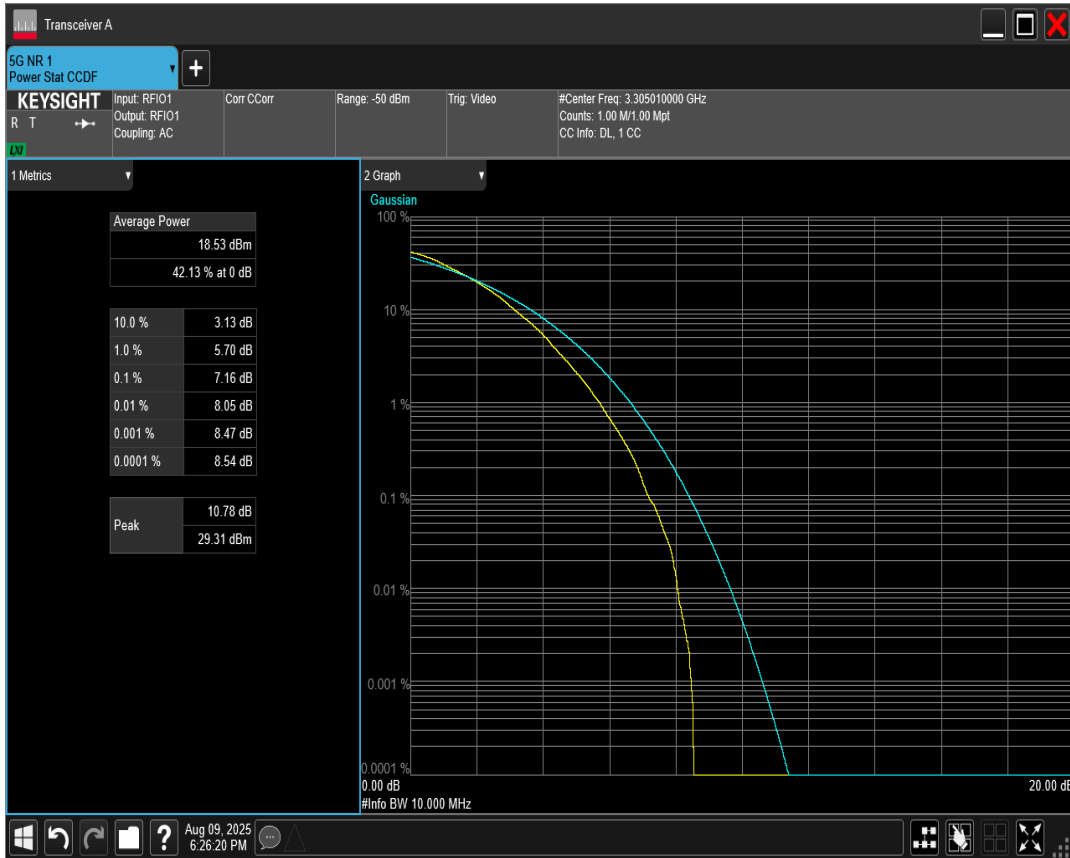 Transceiver A
5G NR 1
Power Stat CCDF
KEYSIGHT
R T
LXI
Input: RFIO1
Output: RFIO1
Coupling: AC
Corr CCorr
Range: -50 dBm
Trig: Video
#Center Freq: 3.305010000 GHz
Counts: 1.00 M/1.00 Mpt
CC Info: DL, 1 CC
1 Metrics
Average Power
18.53 dBm
42.13 % at 0 dB
10.0 % 3.13 dB
1.0 % 5.70 dB
0.1 % 7.16 dB
0.01 % 8.05 dB
0.001 % 8.47 dB
0.0001 % 8.54 dB
Peak
10.78 dB
29.31 dBm
2 Graph
Gaussian
100 %
10 %
1 %
0.1 %
0.01 %
0.001 %
0.0001 %
0.00 dB 20.00 dB
#Info BW 10.000 MHz
?
Aug 09, 2025
6:26:20 PM